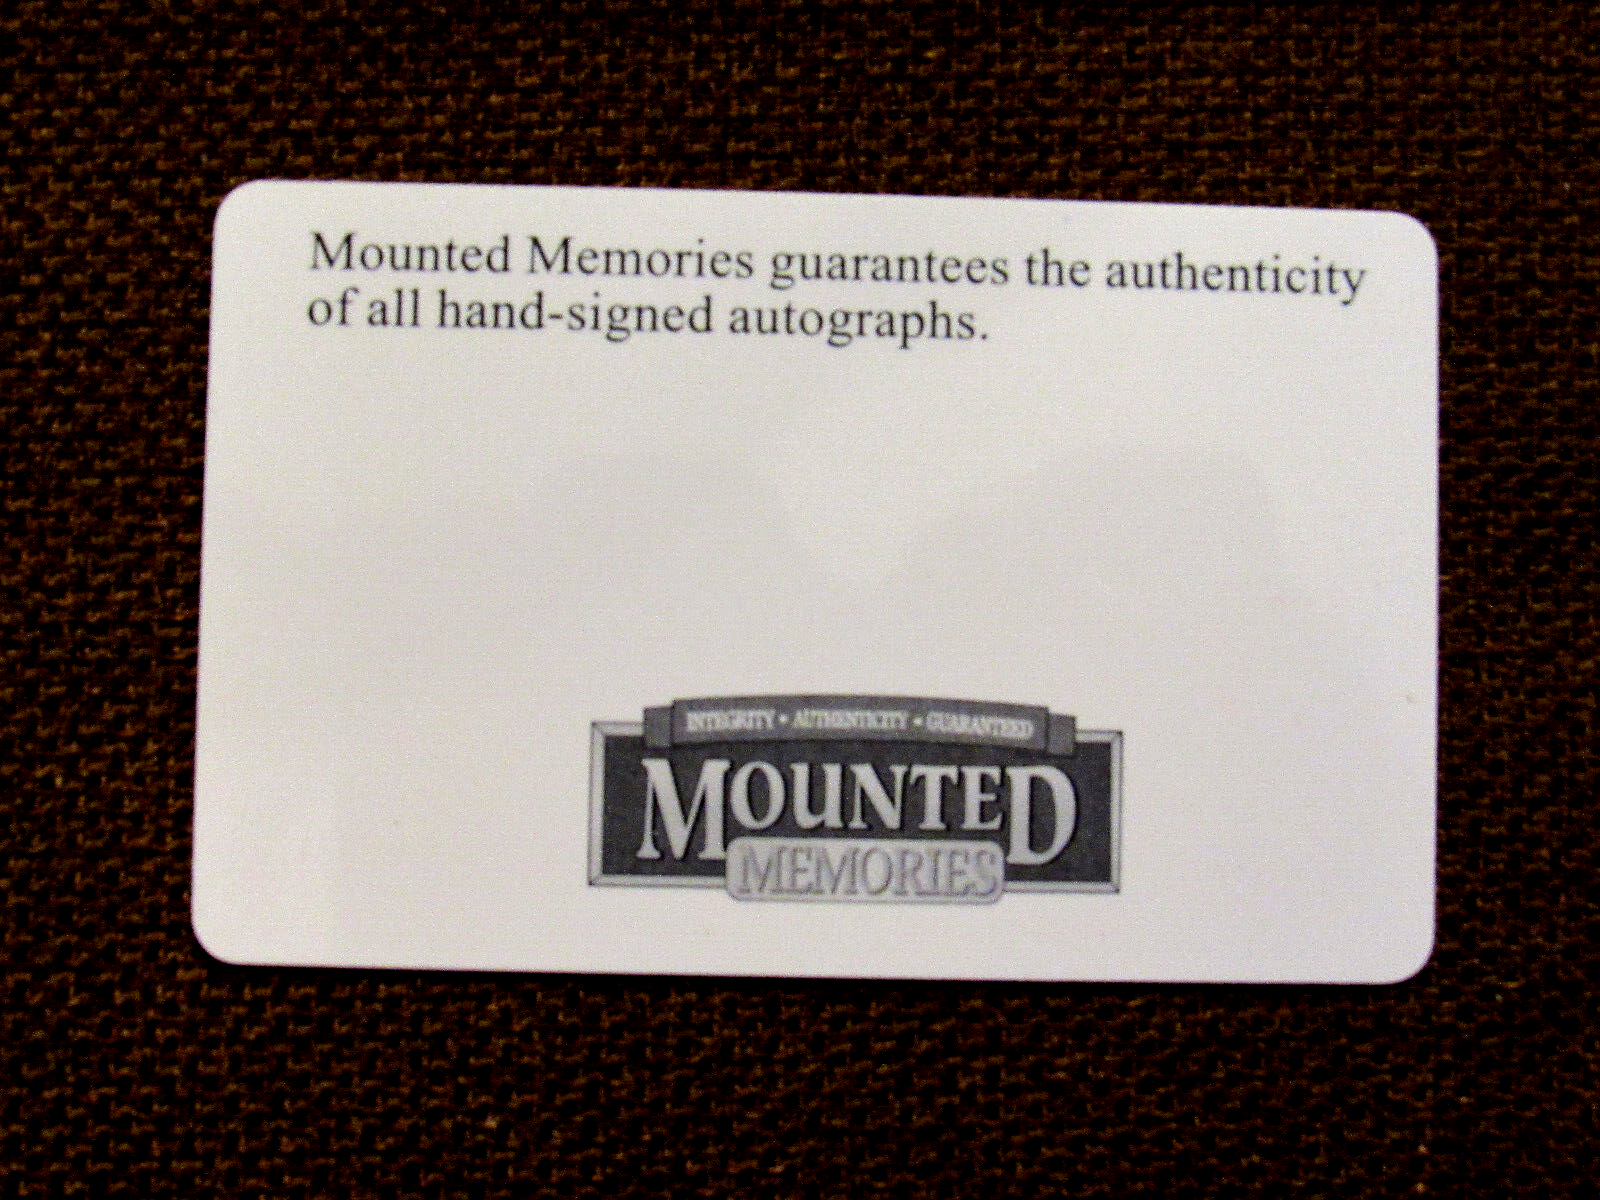 Mounted Memories guarantees the authenticity
of all hand-signed autographs.
INTEGRITY • AUTHENTICITY • GUARANTEED
MOUNTED
MEMORIES